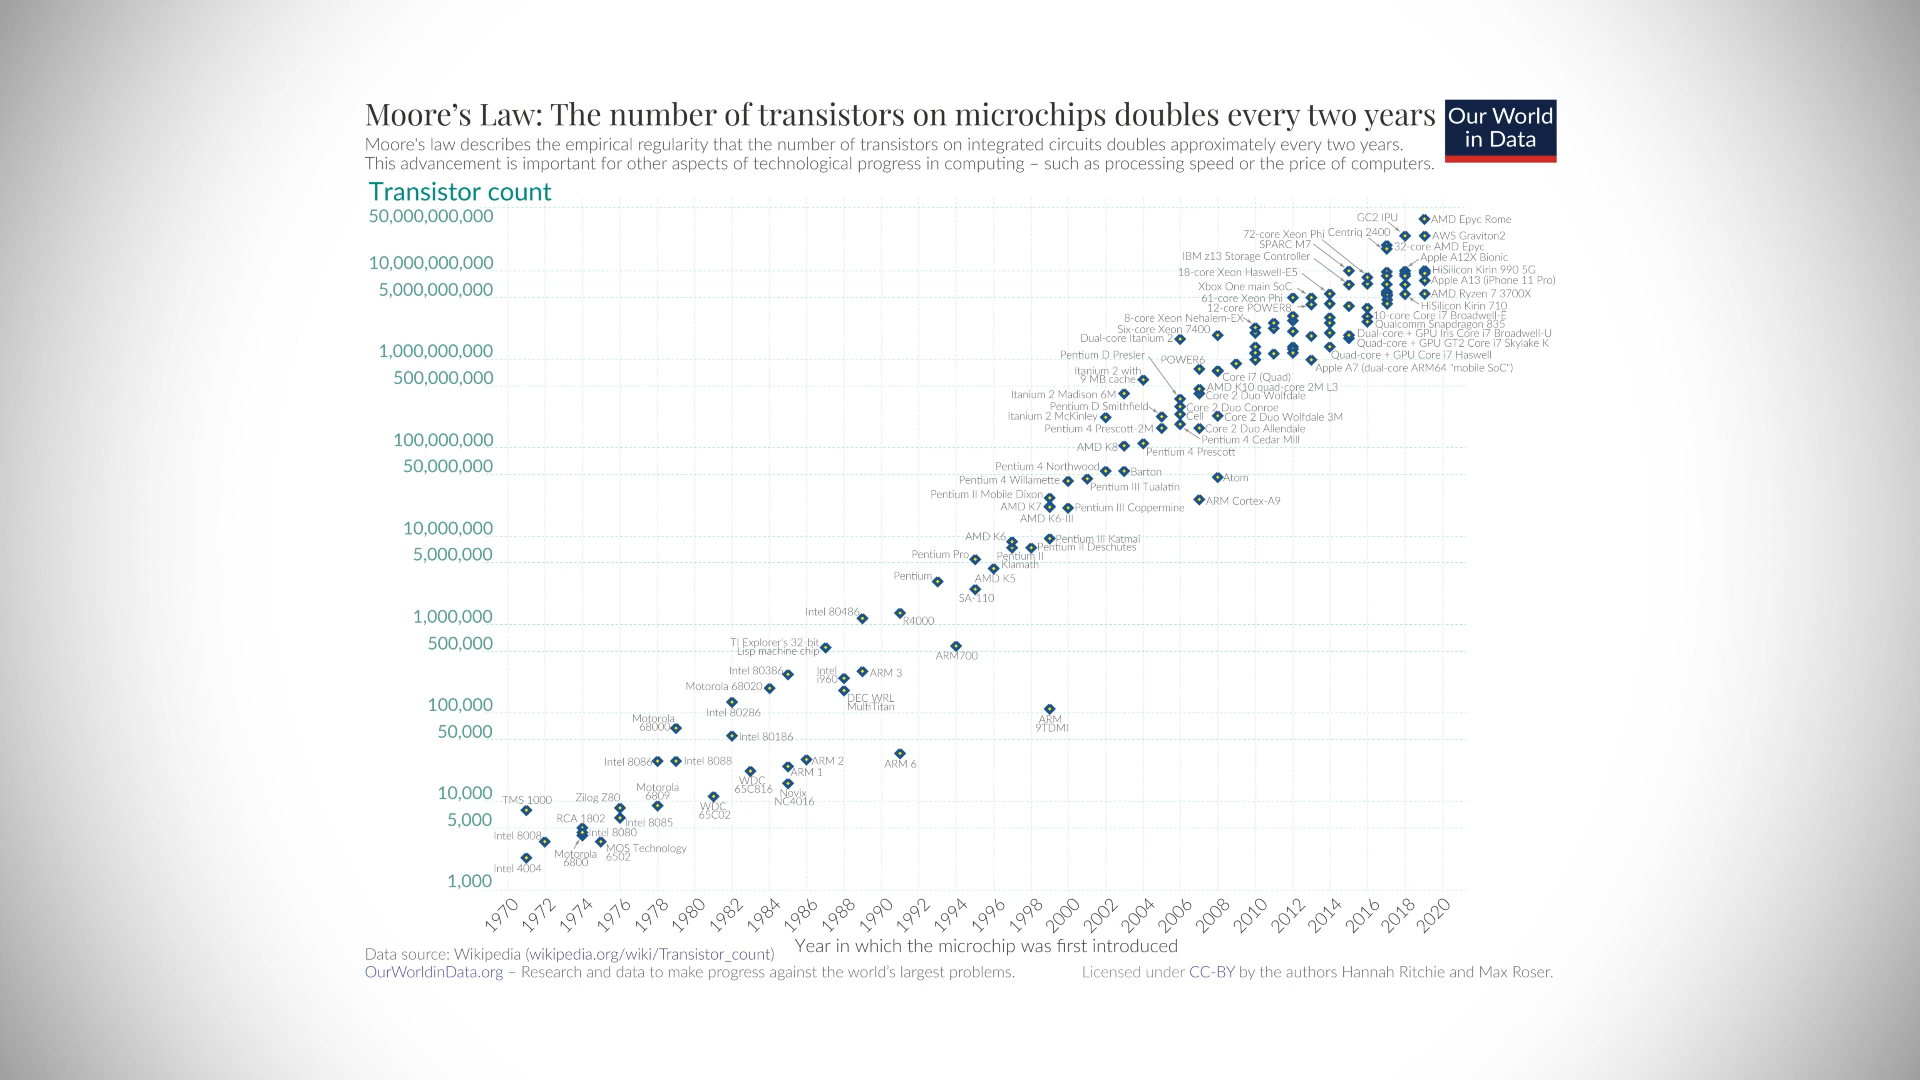 Moore's Law: The number of transistors on microchips doubles every two years
Our World
in Data
Moore's law describes the empirical regularity that the number of transistors on integrated circuits doubles approximately every two years.
This advancement is important for other aspects of technological progress in computing – such as processing speed or the price of computers.
Transistor count
50,000,000,000
10,000,000,000
5,000,000,000
1,000,000,000
500,000,000
100,000,000
50,000,000
10,000,000
5,000,000
1,000,000
500,000
100,000
50,000
10,000
5,000
1,000
GC2 IPU
AMD Epyc Rome
72-core Xeon Phi
Centriq 2400
AWS Graviton2
SPARC M7
32-core AMD Epyc
IBM z13 Storage Controller
Apple A12X Bionic
18-core Xeon Haswell-E5
HiSilicon Kirin 990 5G
Apple A13 (iPhone 11 Pro)
Xbox One main SoC
61-core Xeon Phi
AMD Ryzen 7 3700X
12-core POWER8
HiSilicon Kirin 710
8-core Xeon Nehalem-EX
10-core Core i7 Broadwell-E
Six-core Xeon 7400
Qualcomm Snapdragon 835
Dual-core Itanium 2
Dual-core + GPU Iris Core i7 Broadwell-U
Quad-core + GPU GT2 Core i7 Skylake K
Pentium D Presler
POWER6
Quad-core + GPU Core i7 Haswell
Itanium 2 with
9 MB cache
Apple A7 (dual-core ARM64 "mobile SoC")
Core i7 (Quad)
AMD K10 quad-core 2M L3
Itanium 2 Madison 6M
Core 2 Duo Wolfdale
Pentium D Smithfield
Core 2 Duo Conroe
Itanium 2 McKinley
Cell
Core 2 Duo Wolfdale 3M
Pentium 4 Prescott-2M
Core 2 Duo Allendale
Pentium 4 Cedar Mill
AMD K8
Pentium 4 Prescott
Pentium 4 Northwood
Barton
Pentium 4 Willamette
Pentium III Tualatin
Atom
Pentium II Mobile Dixon
ARM Cortex-A9
AMD K7
Pentium III Coppermine
AMD K6-III
AMD K6
Pentium III Katmai
Pentium II Deschutes
Pentium Pro
Pentium II
Klamath
Pentium
AMD K5
SA-110
Intel 80486
R4000
TI Explorer's 32-bit
Lisp machine chip
ARM700
Intel 80386
Intel
i960
ARM 3
Motorola 68020
DEC WRL
MultiTitan
Intel 80286
Motorola
68000
ARM
9TDMI
Intel 80186
Intel 8086
Intel 8088
ARM 2
ARM 6
ARM 1
WDC
65C816
Motorola
6809
Novix
NC4016
TMS 1000
Zilog Z80
WDC
65C02
RCA 1802
Intel 8085
Intel 8008
Intel 8080
Motorola
6800
MOS Technology
6502
Intel 4004
1970
1972
1974
1976
1978
1980
1982
1984
1986
1988
1990
1992
1994
1996
1998
2000
2002
2004
2006
2008
2010
2012
2014
2016
2018
2020
Year in which the microchip was first introduced
Data source: Wikipedia (wikipedia.org/wiki/Transistor_count)
OurWorldinData.org – Research and data to make progress against the world's largest problems.
Licensed under CC-BY by the authors Hannah Ritchie and Max Roser.